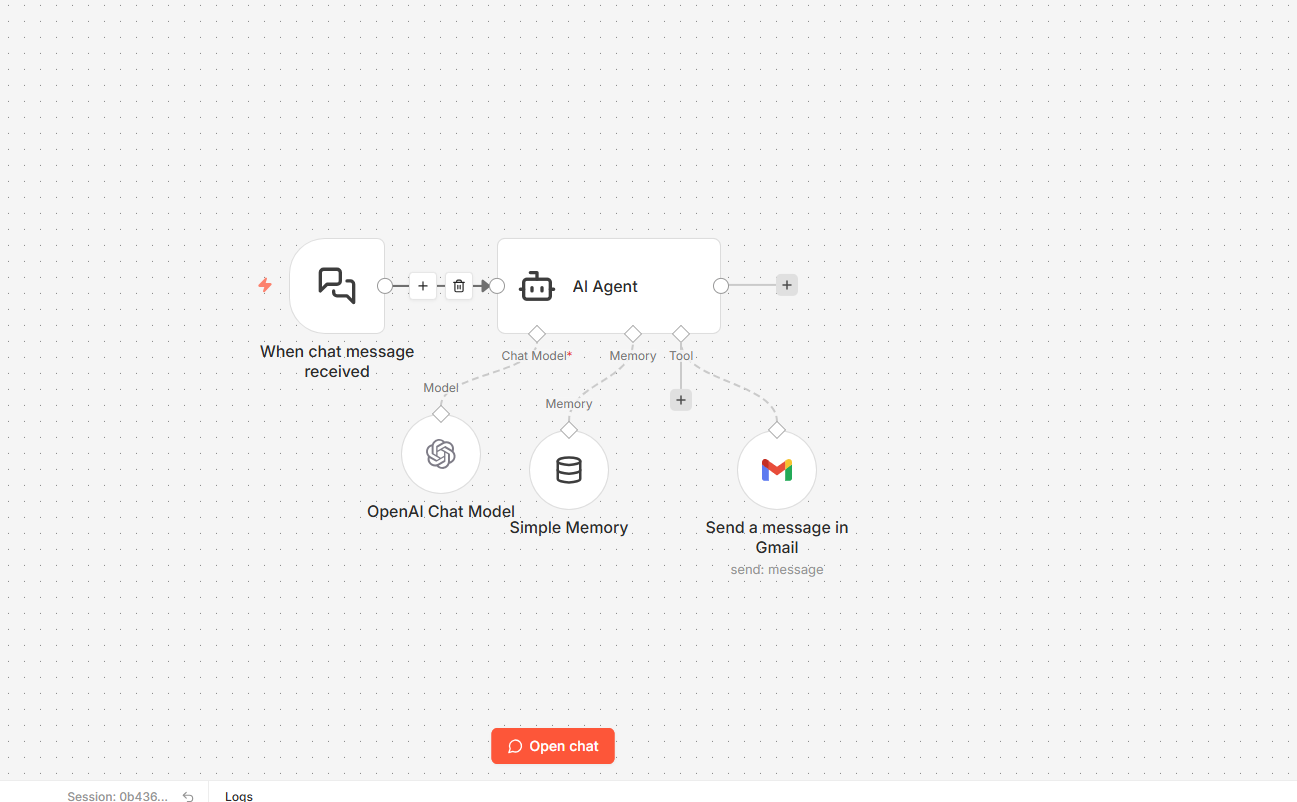 AI Agent
When chat message
received
Chat Model*
Memory
Tool
Model
Memory
OpenAI Chat Model
Simple Memory
Send a message in
Gmail
send: message
Open chat
Session: 0b436...
Logs